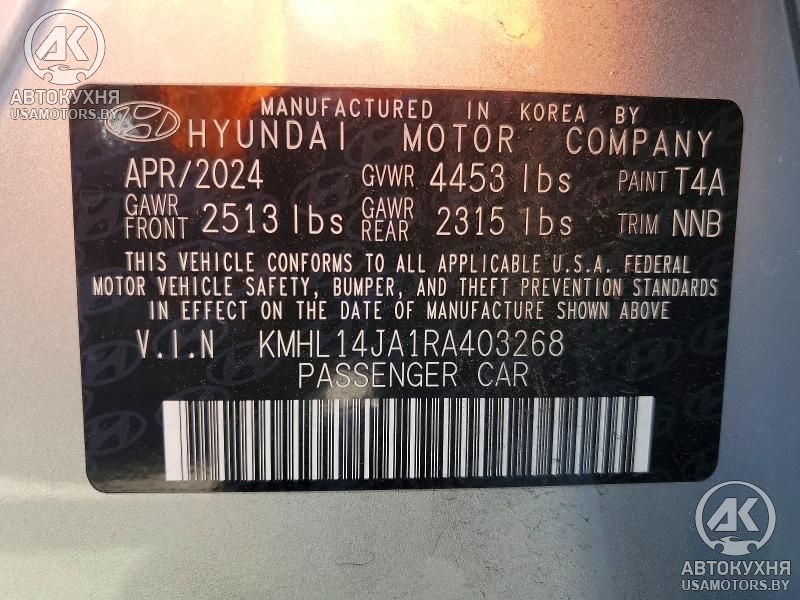 AK
АВТОКУХНЯ
USAMOTORS.BY
MANUFACTURED IN KOREA BY
HYUNDAI MOTOR COMPANY
APR/2024 GVWR 4453 lbs PAINT T4A
GAWR FRONT 2513 lbs GAWR REAR 2315 lbs TRIM NNB
THIS VEHICLE CONFORMS TO ALL APPLICABLE U.S.A. FEDERAL
MOTOR VEHICLE SAFETY, BUMPER, AND THEFT PREVENTION STANDARDS
IN EFFECT ON THE DATE OF MANUFACTURE SHOWN ABOVE
V.I.N KMHL14JA1RA403268
PASSENGER CAR
AK
АВТОКУХНЯ
USAMOTORS.BY